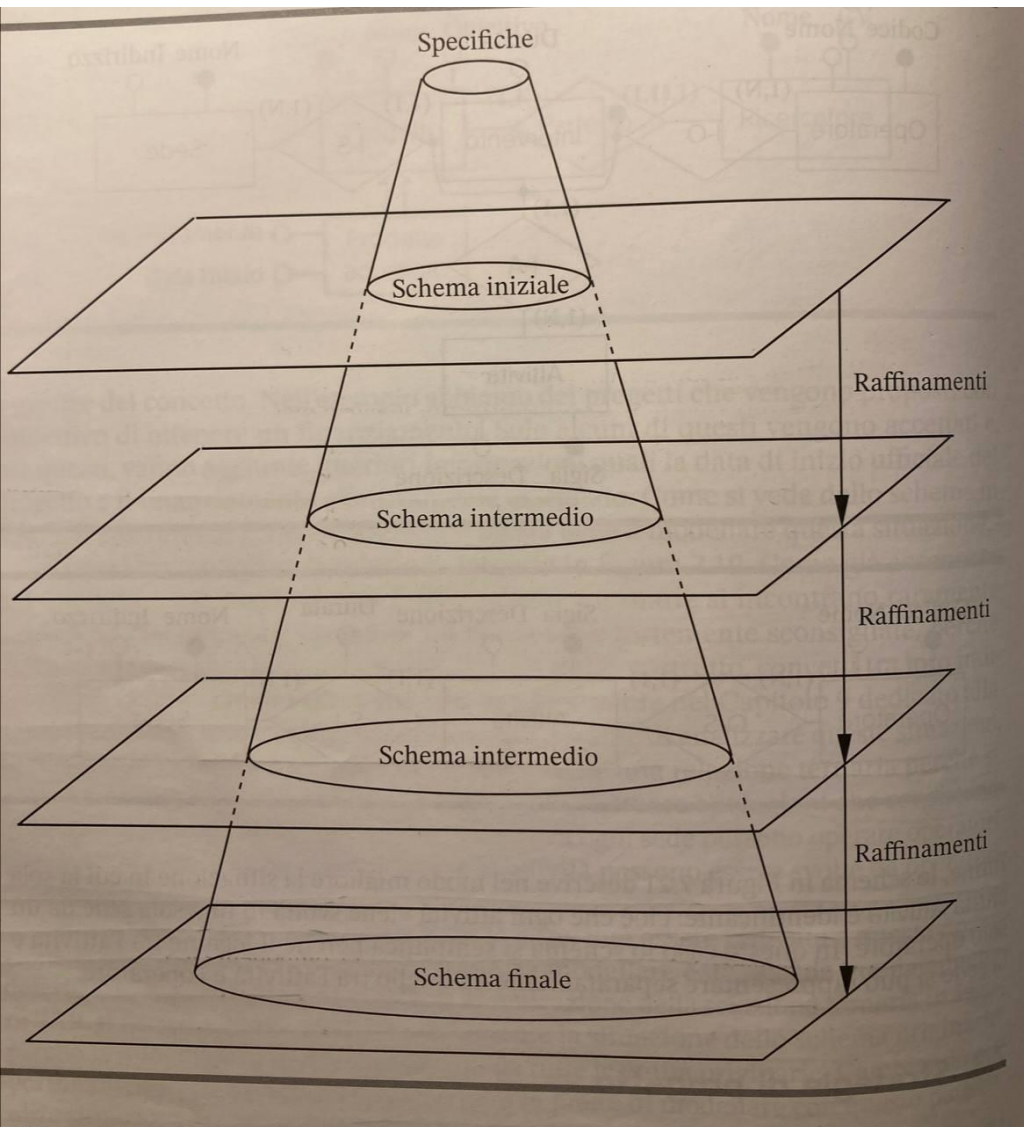 Specifiche
Schema iniziale
Raffinamenti
Schema intermedio
Raffinamenti
Schema intermedio
Raffinamenti
Schema finale